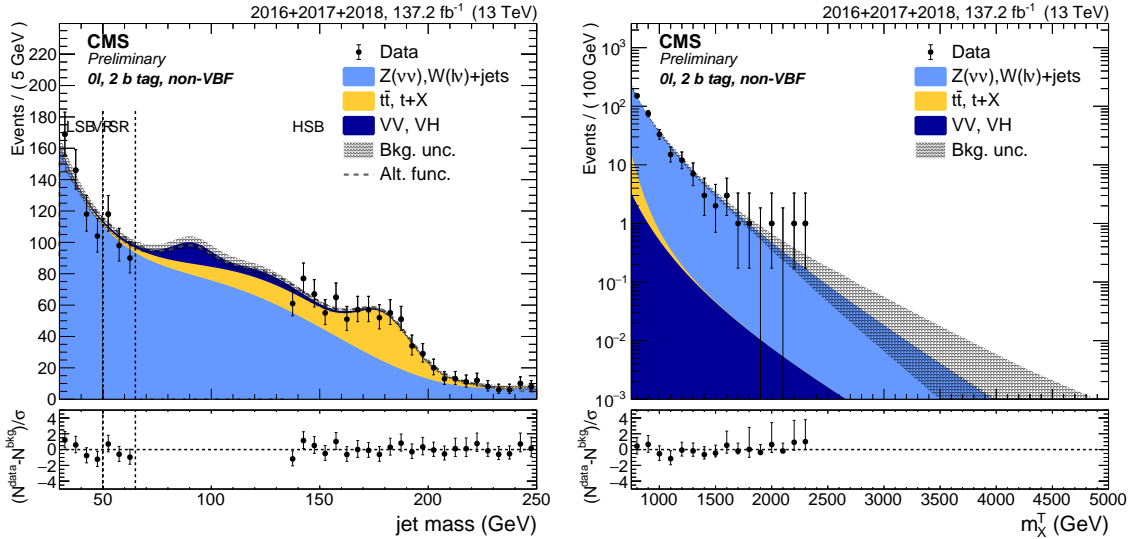 2016+2017+2018, 137.2 fb⁻¹ (13 TeV)
CMS
Preliminary
0l, 2 b tag, non-VBF
LSB VR SR
HSB
Data
Z(νν),W(lν)+jets
tt̄, t+X
VV, VH
Bkg. unc.
Alt. func.
Events / ( 5 GeV )
220
200
180
160
140
120
100
80
60
40
20
0
(N^data-N^bkg)/σ
4
2
0
−2
−4
50 100 150 200 250
jet mass (GeV)
2016+2017+2018, 137.2 fb⁻¹ (13 TeV)
CMS
Preliminary
0l, 2 b tag, non-VBF
Data
Z(νν),W(lν)+jets
tt̄, t+X
VV, VH
Bkg. unc.
Events / ( 100 GeV )
10³
10²
10
1
10⁻¹
10⁻²
10⁻³
(N^data-N^bkg)/σ
4
2
0
−2
−4
1000 1500 2000 2500 3000 3500 4000 4500 5000
m_X^T (GeV)